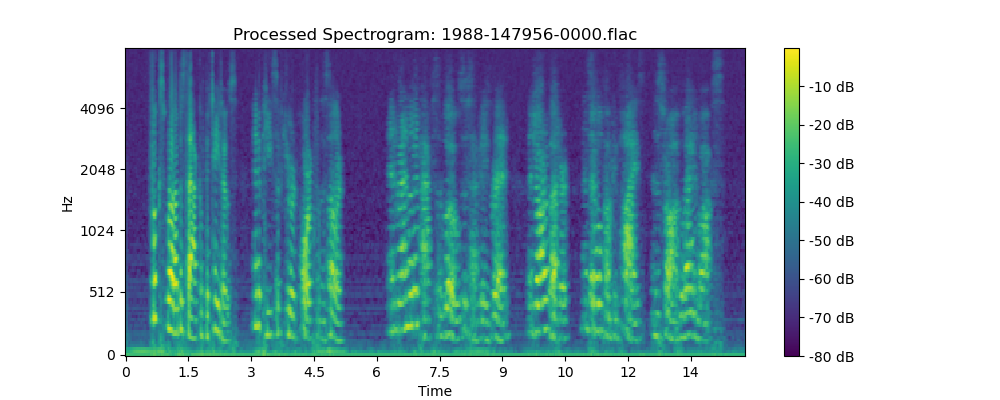 Processed Spectrogram: 1988-147956-0000.flac
Hz
4096
2048
1024
512
0
0 1.5 3 4.5 6 7.5 9 10 12 14
Time
-10 dB
-20 dB
-30 dB
-40 dB
-50 dB
-60 dB
-70 dB
-80 dB